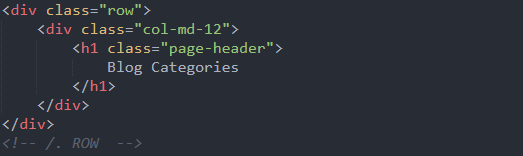 <div class="row">
    <div class="col-md-12">
        <h1 class="page-header">
            Blog Categories
        </h1>
    </div>
</div>
<!-- /. ROW  -->